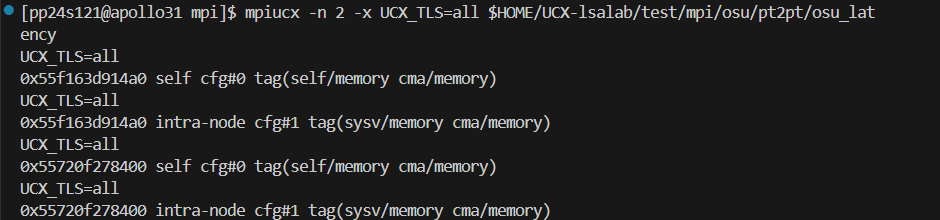 [pp24s121@apollo31 mpi]$ mpiucx -n 2 -x UCX_TLS=all $HOME/UCX-lsalab/test/mpi/osu/pt2pt/osu_lat
ency
UCX_TLS=all
0x55f163d914a0 self cfg#0 tag(self/memory cma/memory)
UCX_TLS=all
0x55f163d914a0 intra-node cfg#1 tag(sysv/memory cma/memory)
UCX_TLS=all
0x55720f278400 self cfg#0 tag(self/memory cma/memory)
UCX_TLS=all
0x55720f278400 intra-node cfg#1 tag(sysv/memory cma/memory)